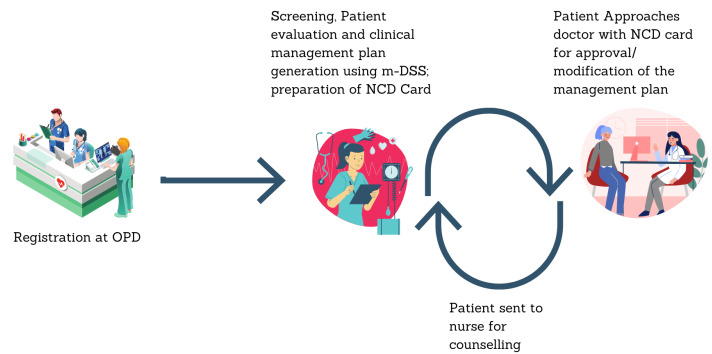 Screening, Patient
evaluation and clinical
management plan
generation using m-DSS;
preparation of NCD Card
Patient Approaches
doctor with NCD card
for approval/
modification of the
management plan
Registration at OPD
Patient sent to
nurse for
counselling